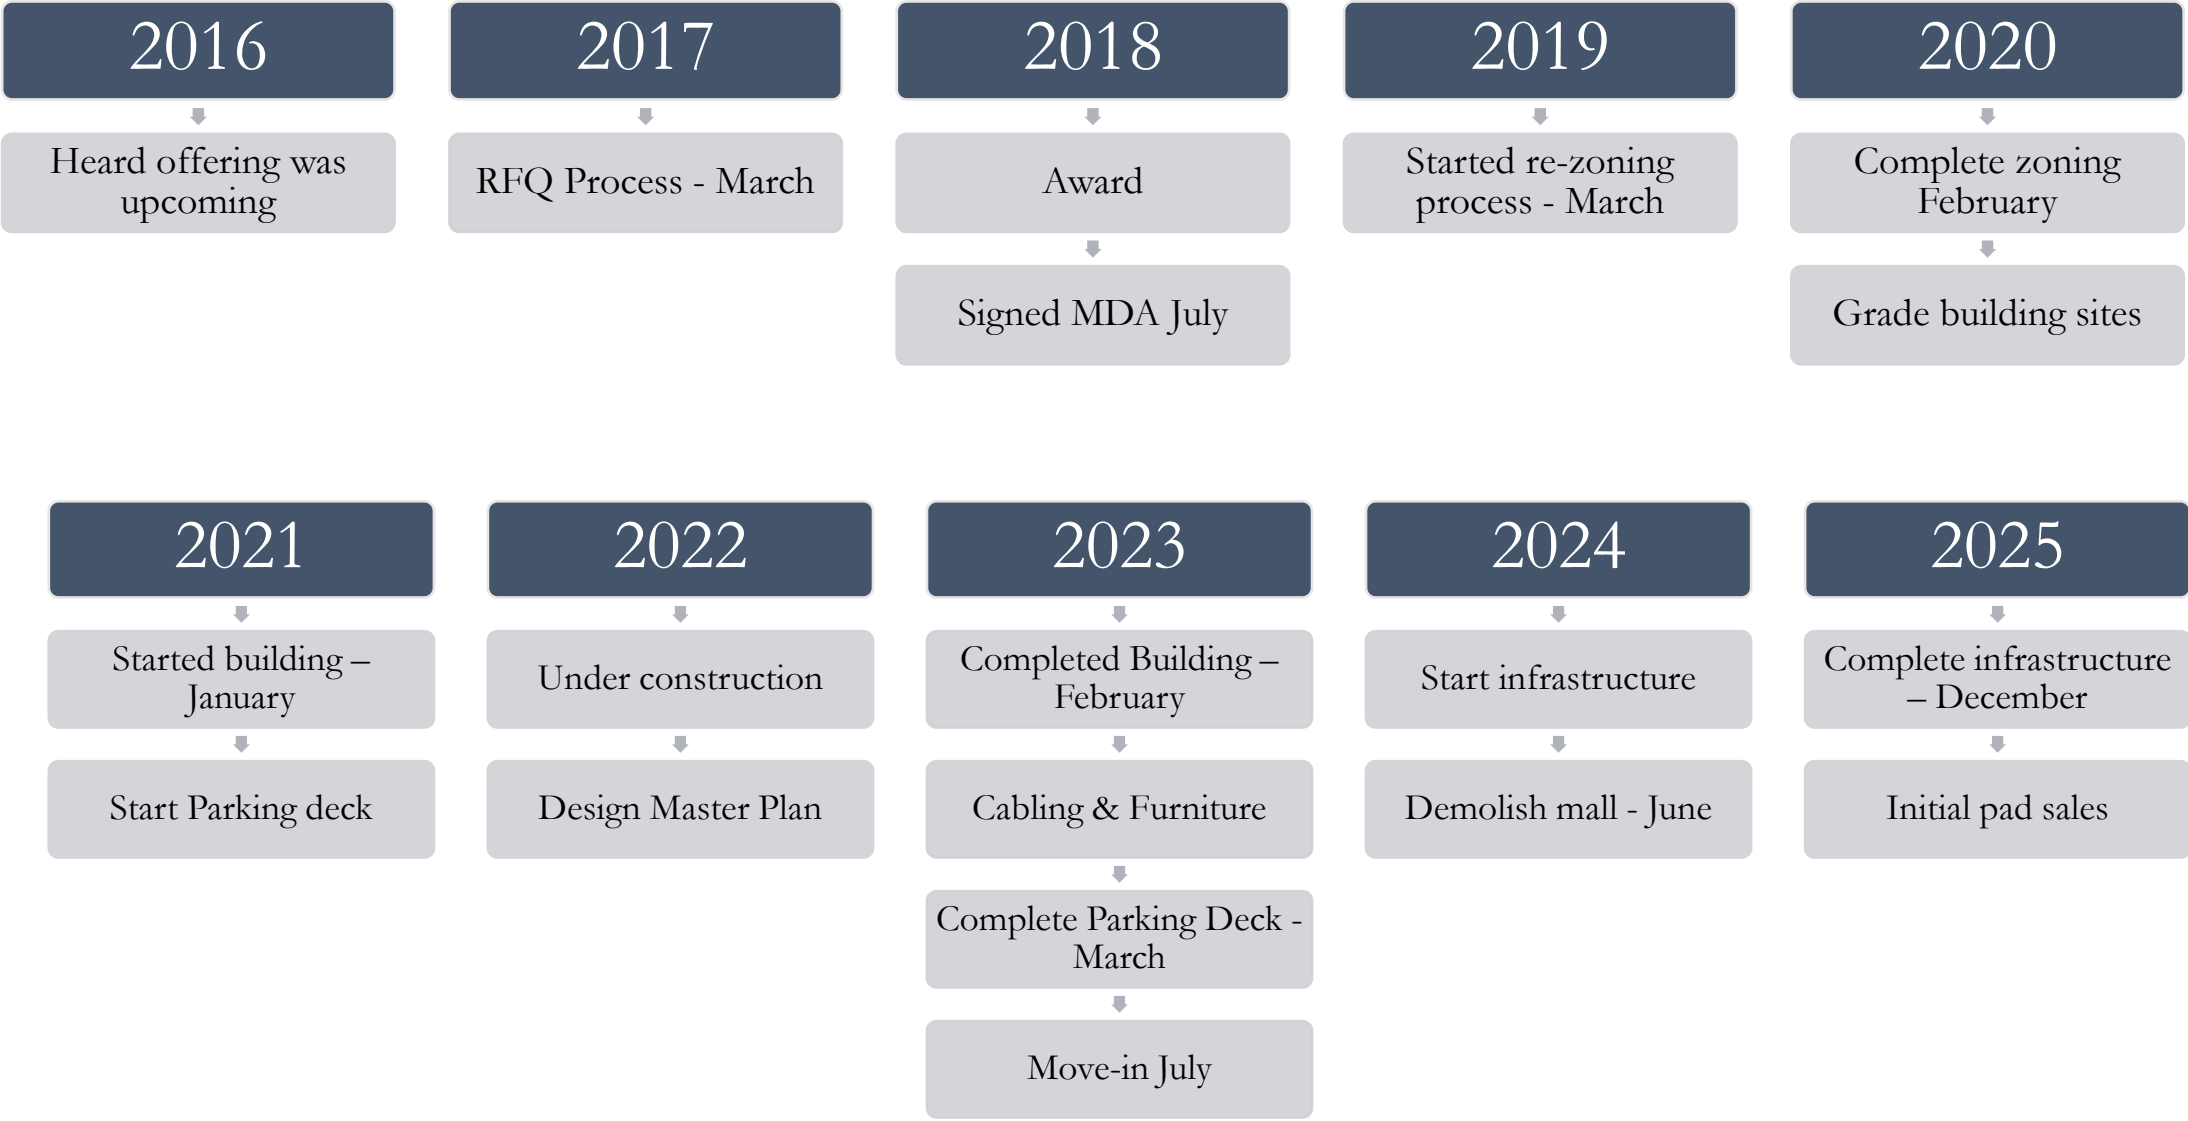 2016
Heard offering was
upcoming
2017
RFQ Process - March
2018
Award
Signed MDA July
2019
Started re-zoning
process - March
2020
Complete zoning
February
Grade building sites
2021
Started building –
January
Start Parking deck
2022
Under construction
Design Master Plan
2023
Completed Building –
February
Cabling & Furniture
Complete Parking Deck -
March
Move-in July
2024
Start infrastructure
Demolish mall - June
2025
Complete infrastructure
– December
Initial pad sales